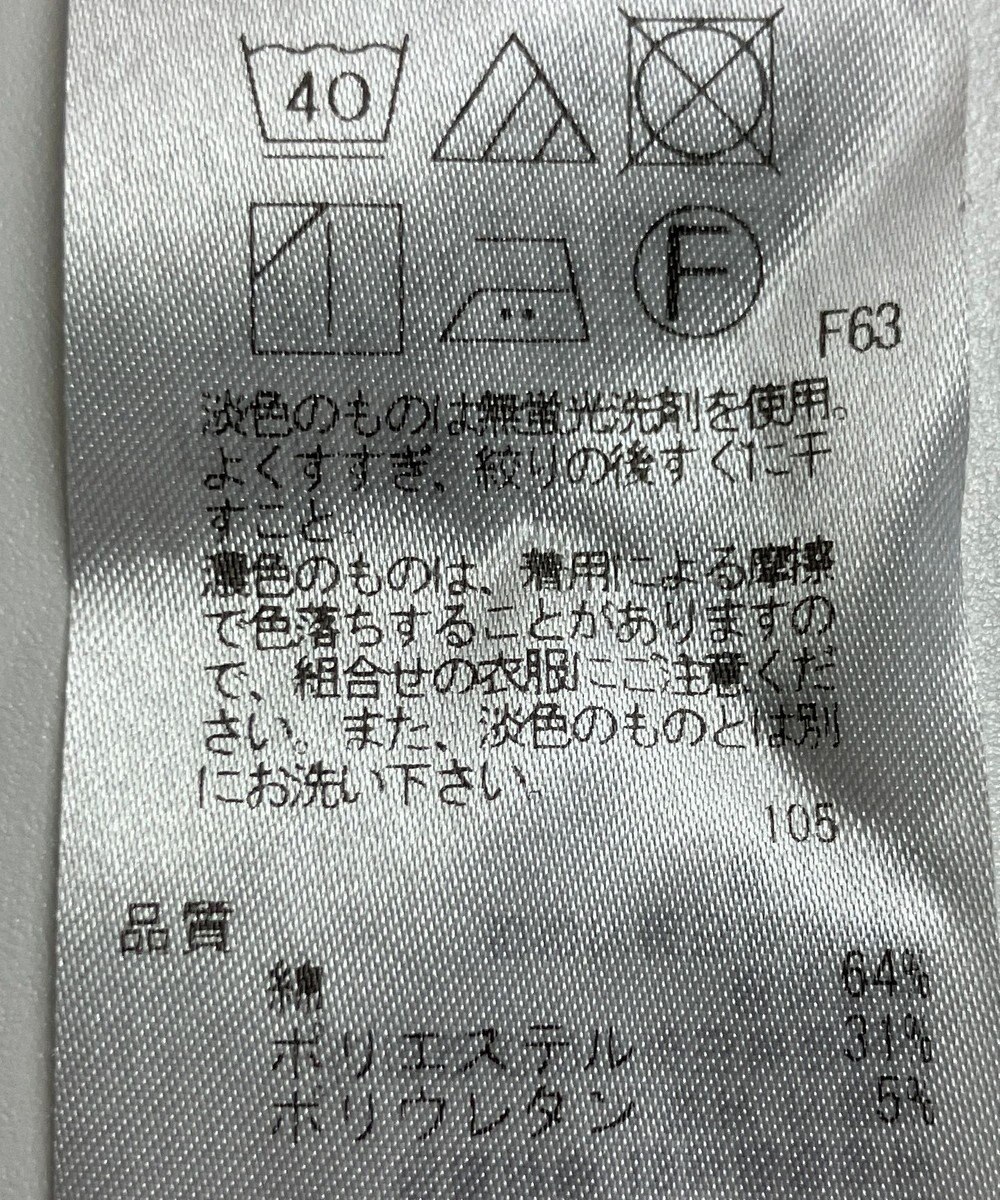 40
F
F63
淡色のものは無蛍光洗剤を使用。
よくすすぎ、絞りの後すぐに干
すこと。
濃色のものは、着用による摩擦
で色落ちすることがありますの
で、組合せの衣服にご注意くだ
さい。また、淡色のものとは別
にお洗い下さい。
105
品質
綿 64%
ポリエステル 31%
ポリウレタン 5%